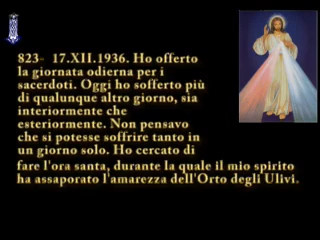 823- 17.XII.1936. Ho offerto
la giornata odierna per i
sacerdoti. Oggi ho sofferto più
di qualunque altro giorno, sia
interiormente che
esteriormente. Non pensavo
che si potesse soffrire tanto in
un giorno solo. Ho cercato di
fare l'ora santa, durante la quale il mio spirito
ha assaporato l'amarezza dell'Orto degli Ulivi.